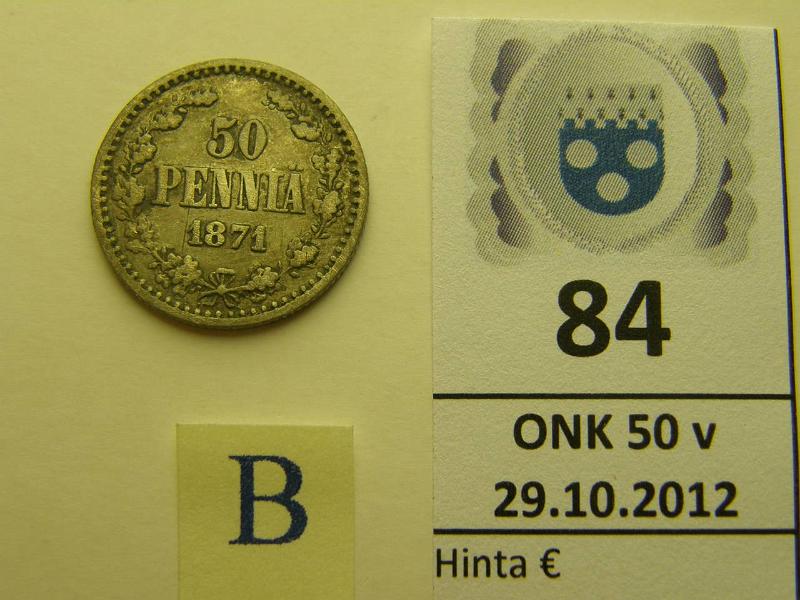 50
PENNIÄ
1871
B
84
ONK 50 v
29.10.2012
Hinta €